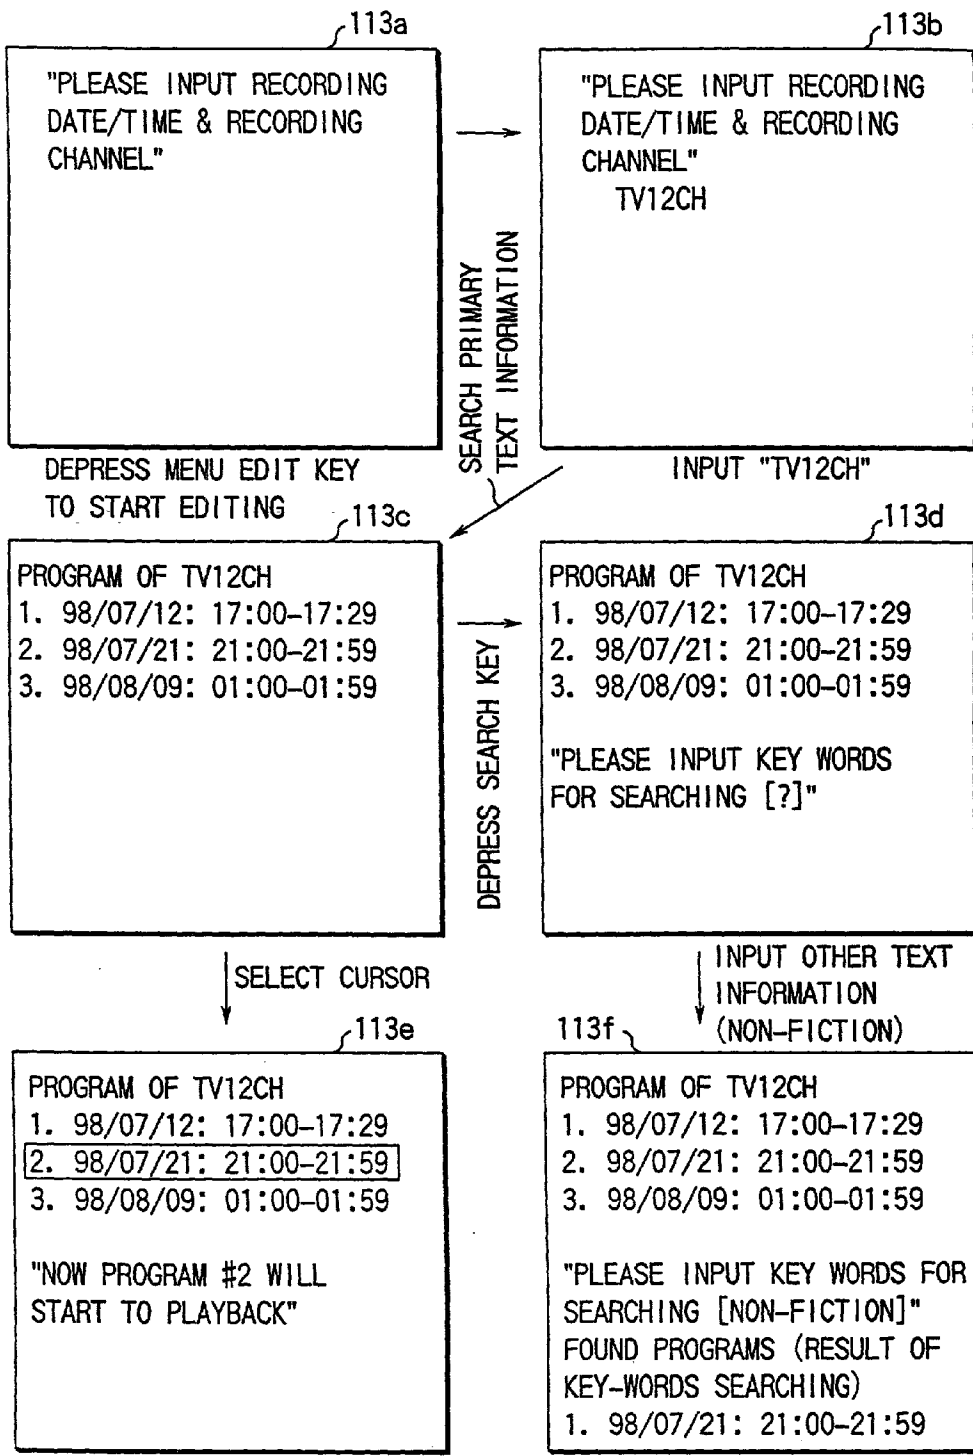 113a
"PLEASE INPUT RECORDING
DATE/TIME & RECORDING
CHANNEL"
DEPRESS MENU EDIT KEY
TO START EDITING
113b
"PLEASE INPUT RECORDING
DATE/TIME & RECORDING
CHANNEL"
TV12CH
INPUT "TV12CH"
SEARCH PRIMARY
TEXT INFORMATION
113c
PROGRAM OF TV12CH
1. 98/07/12: 17:00-17:29
2. 98/07/21: 21:00-21:59
3. 98/08/09: 01:00-01:59
DEPRESS SEARCH KEY
113d
PROGRAM OF TV12CH
1. 98/07/12: 17:00-17:29
2. 98/07/21: 21:00-21:59
3. 98/08/09: 01:00-01:59
"PLEASE INPUT KEY WORDS
FOR SEARCHING [?]"
SELECT CURSOR
113e
PROGRAM OF TV12CH
1. 98/07/12: 17:00-17:29
2. 98/07/21: 21:00-21:59
3. 98/08/09: 01:00-01:59
"NOW PROGRAM #2 WILL
START TO PLAYBACK"
INPUT OTHER TEXT
INFORMATION
(NON-FICTION)
113f
PROGRAM OF TV12CH
1. 98/07/12: 17:00-17:29
2. 98/07/21: 21:00-21:59
3. 98/08/09: 01:00-01:59
"PLEASE INPUT KEY WORDS FOR
SEARCHING [NON-FICTION]"
FOUND PROGRAMS (RESULT OF
KEY-WORDS SEARCHING)
1. 98/07/21: 21:00-21:59